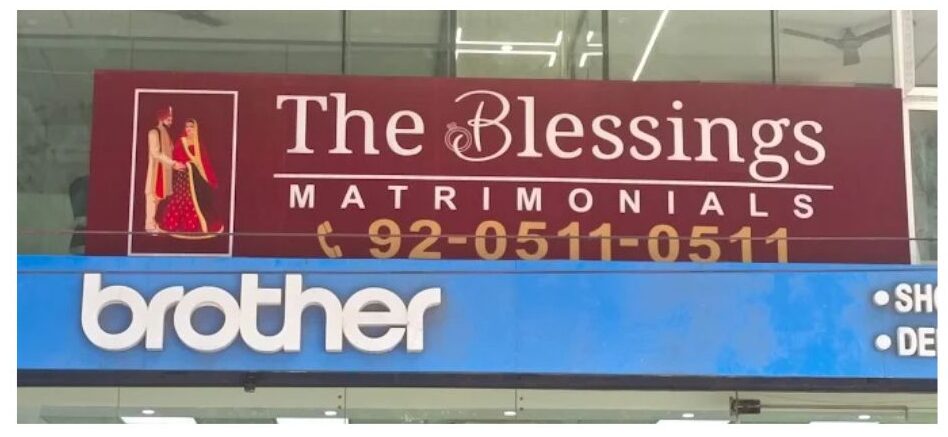 The Blessings
MATRIMONIALS
92-0511-0511
brother